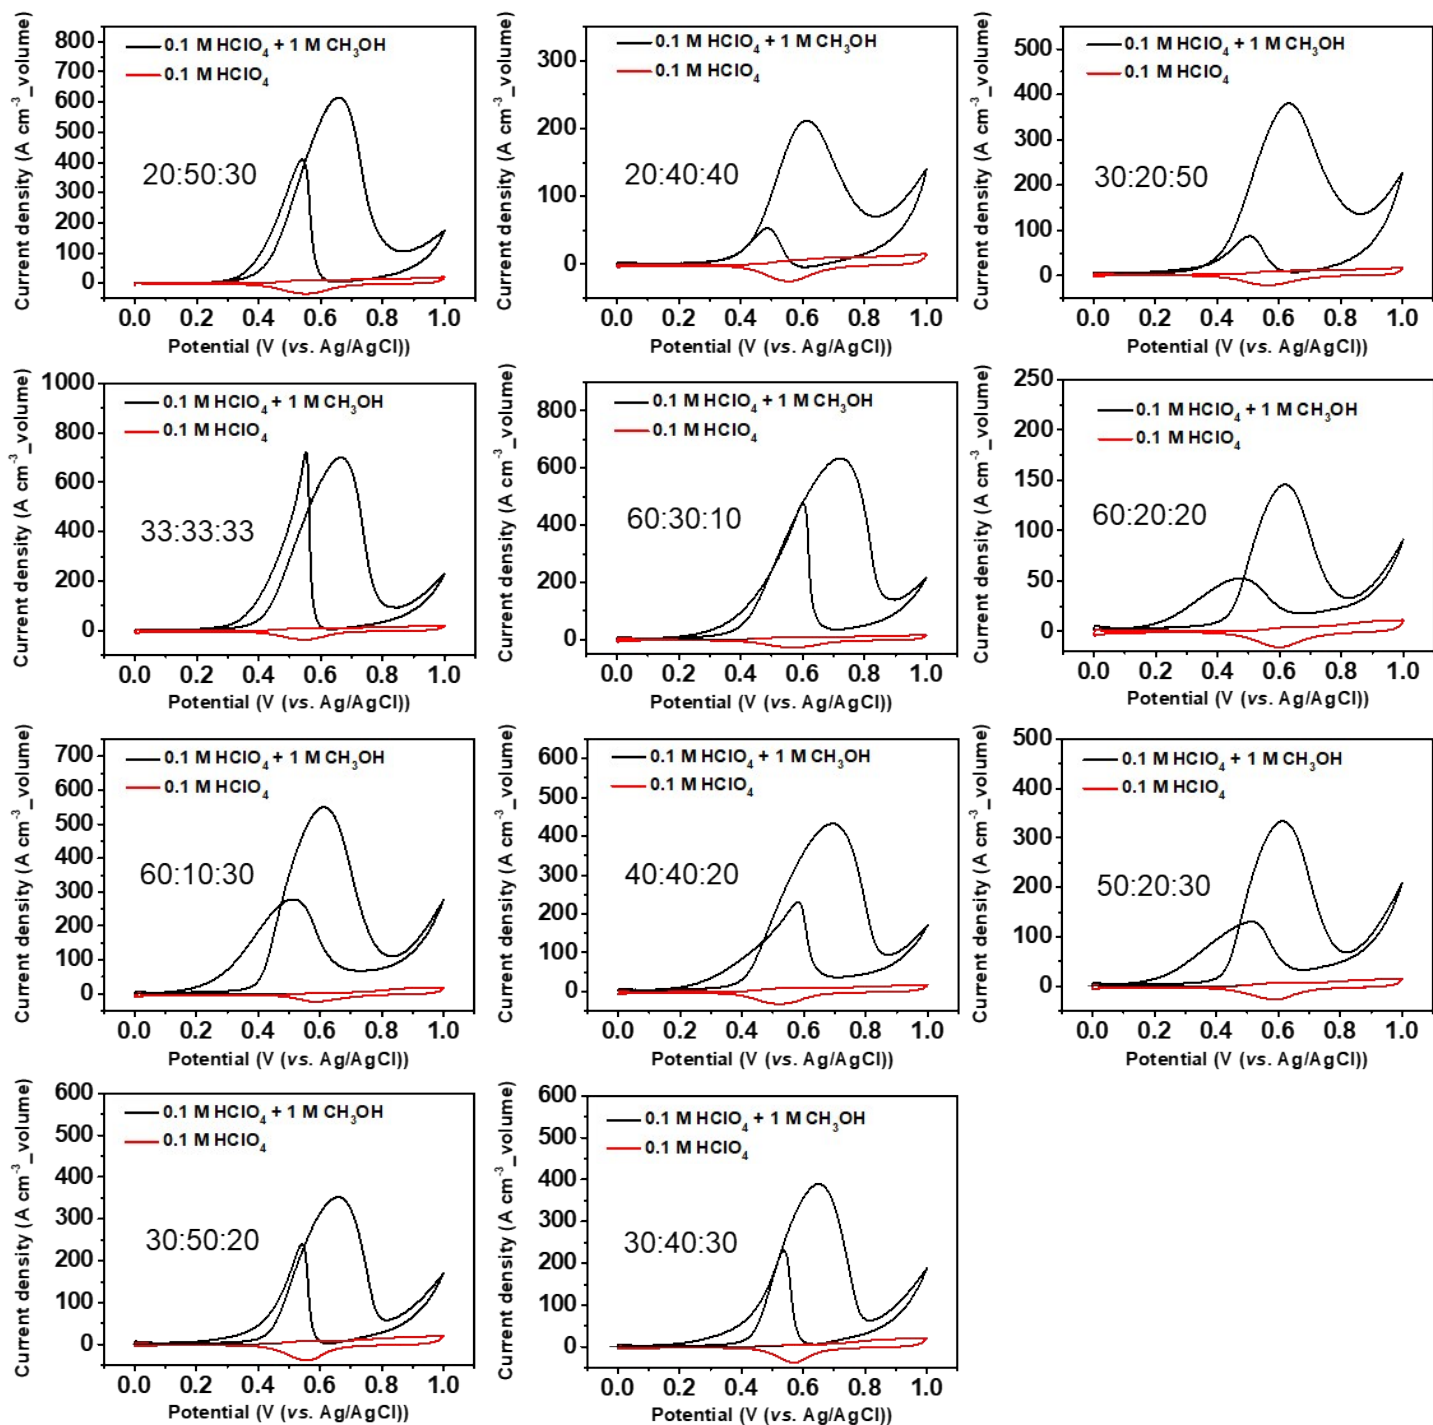 Current density (A cm⁻³_volume)
800
700
600
500
400
300
200
100
0
0.1 M HClO₄ + 1 M CH₃OH
0.1 M HClO₄
20:50:30
0.0 0.2 0.4 0.6 0.8 1.0
Potential (V (vs. Ag/AgCl))
Current density (A cm⁻³_volume)
300
200
100
0
0.1 M HClO₄ + 1 M CH₃OH
0.1 M HClO₄
20:40:40
0.0 0.2 0.4 0.6 0.8 1.0
Potential (V (vs. Ag/AgCl))
Current density (A cm⁻³_volume)
500
400
300
200
100
0
0.1 M HClO₄ + 1 M CH₃OH
0.1 M HClO₄
30:20:50
0.0 0.2 0.4 0.6 0.8 1.0
Potential (V (vs. Ag/AgCl))
Current density (A cm⁻³_volume)
1000
800
600
400
200
0
0.1 M HClO₄ + 1 M CH₃OH
0.1 M HClO₄
33:33:33
0.0 0.2 0.4 0.6 0.8 1.0
Potential (V (vs. Ag/AgCl))
Current density (A cm⁻³_volume)
800
600
400
200
0
0.1 M HClO₄ + 1 M CH₃OH
0.1 M HClO₄
60:30:10
0.0 0.2 0.4 0.6 0.8 1.0
Potential (V (vs. Ag/AgCl))
Current density (A cm⁻³_volume)
250
200
150
100
50
0
0.1 M HClO₄ + 1 M CH₃OH
0.1 M HClO₄
60:20:20
0.0 0.2 0.4 0.6 0.8 1.0
Potential (V (vs. Ag/AgCl))
Current density (A cm⁻³_volume)
700
600
500
400
300
200
100
0
0.1 M HClO₄ + 1 M CH₃OH
0.1 M HClO₄
60:10:30
0.0 0.2 0.4 0.6 0.8 1.0
Potential (V (vs. Ag/AgCl))
Current density (A cm⁻³_volume)
600
500
400
300
200
100
0
0.1 M HClO₄ + 1 M CH₃OH
0.1 M HClO₄
40:40:20
0.0 0.2 0.4 0.6 0.8 1.0
Potential (V (vs. Ag/AgCl))
Current density (A cm⁻³_volume)
500
400
300
200
100
0
0.1 M HClO₄ + 1 M CH₃OH
0.1 M HClO₄
50:20:30
0.0 0.2 0.4 0.6 0.8 1.0
Potential (V (vs. Ag/AgCl))
Current density (A cm⁻³_volume)
600
500
400
300
200
100
0
0.1 M HClO₄ + 1 M CH₃OH
0.1 M HClO₄
30:50:20
0.0 0.2 0.4 0.6 0.8 1.0
Potential (V (vs. Ag/AgCl))
Current density (A cm⁻³_volume)
600
500
400
300
200
100
0
0.1 M HClO₄ + 1 M CH₃OH
0.1 M HClO₄
30:40:30
0.0 0.2 0.4 0.6 0.8 1.0
Potential (V (vs. Ag/AgCl))